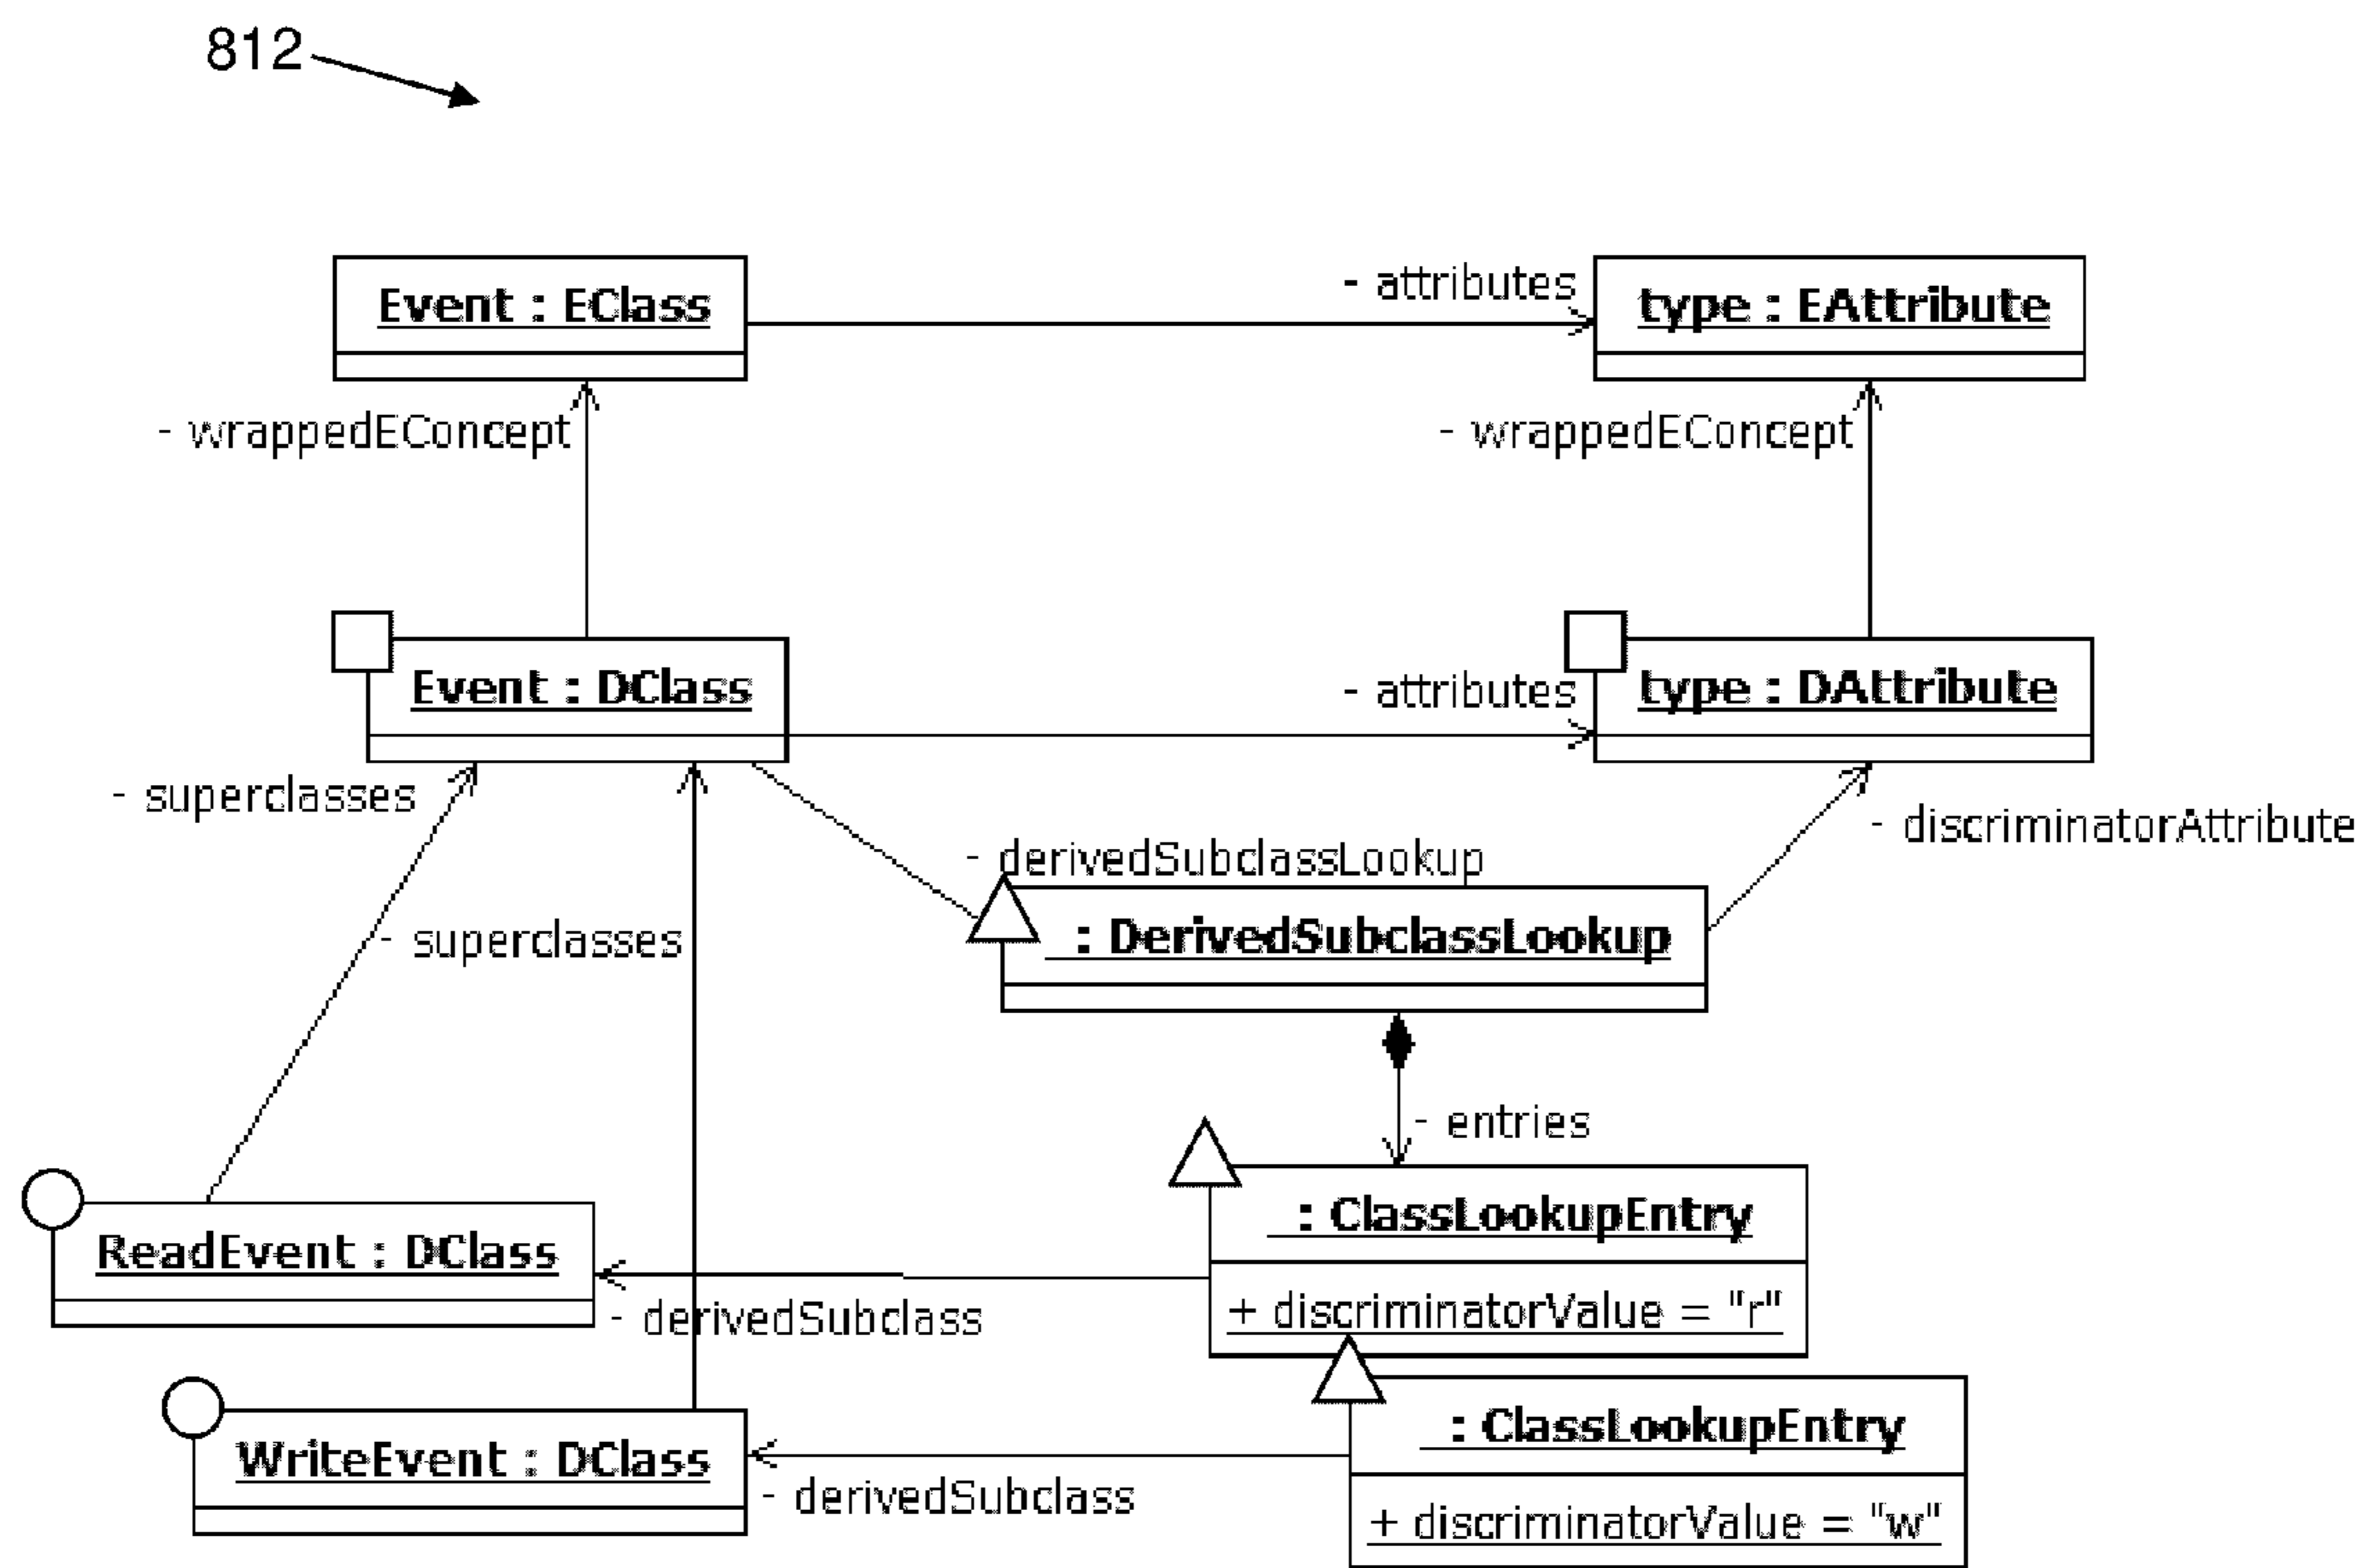 812
- attributes
Event : EClass
type : EAttribute
- wrappedEConcept
- wrappedEConcept
Event : DClass
- attributes
type : DAttribute
- superclasses
- discriminatorAttribute
- derivedSubclassLookup
- superclasses
: DerivedSubclassLookup
- entries
: ClassLookupEntry
ReadEvent : DClass
+ discriminatorValue = "r"
- derivedSubclass
: ClassLookupEntry
WriteEvent : DClass
- derivedSubclass
+ discriminatorValue = "w"